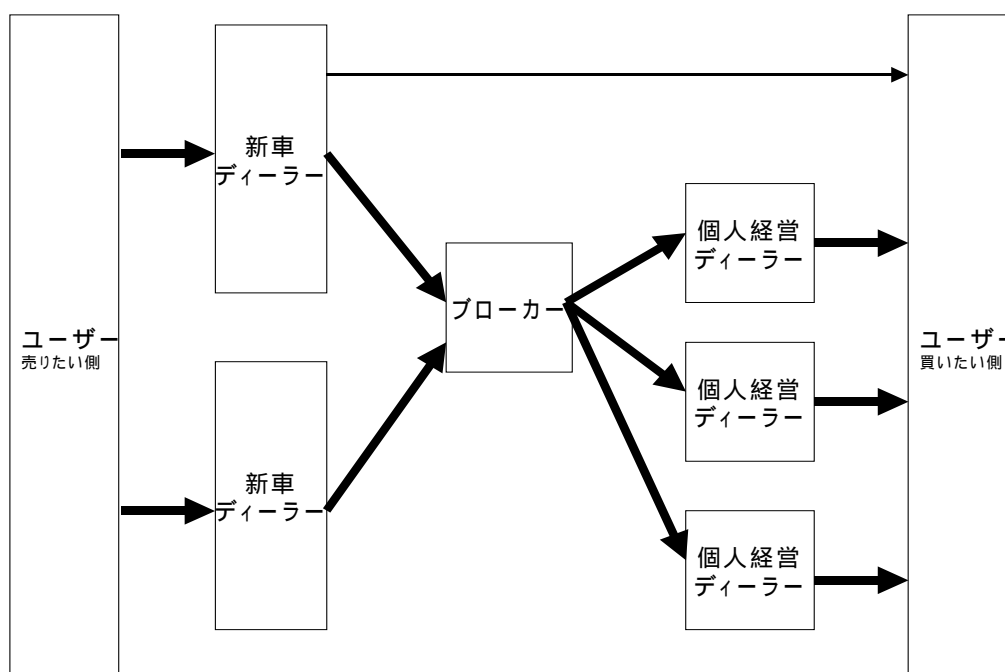 ユーザー
売りたい側
新車
ディーラー
新車
ディーラー
ブローカー
個人経営
ディーラー
個人経営
ディーラー
個人経営
ディーラー
ユーザー
買いたい側